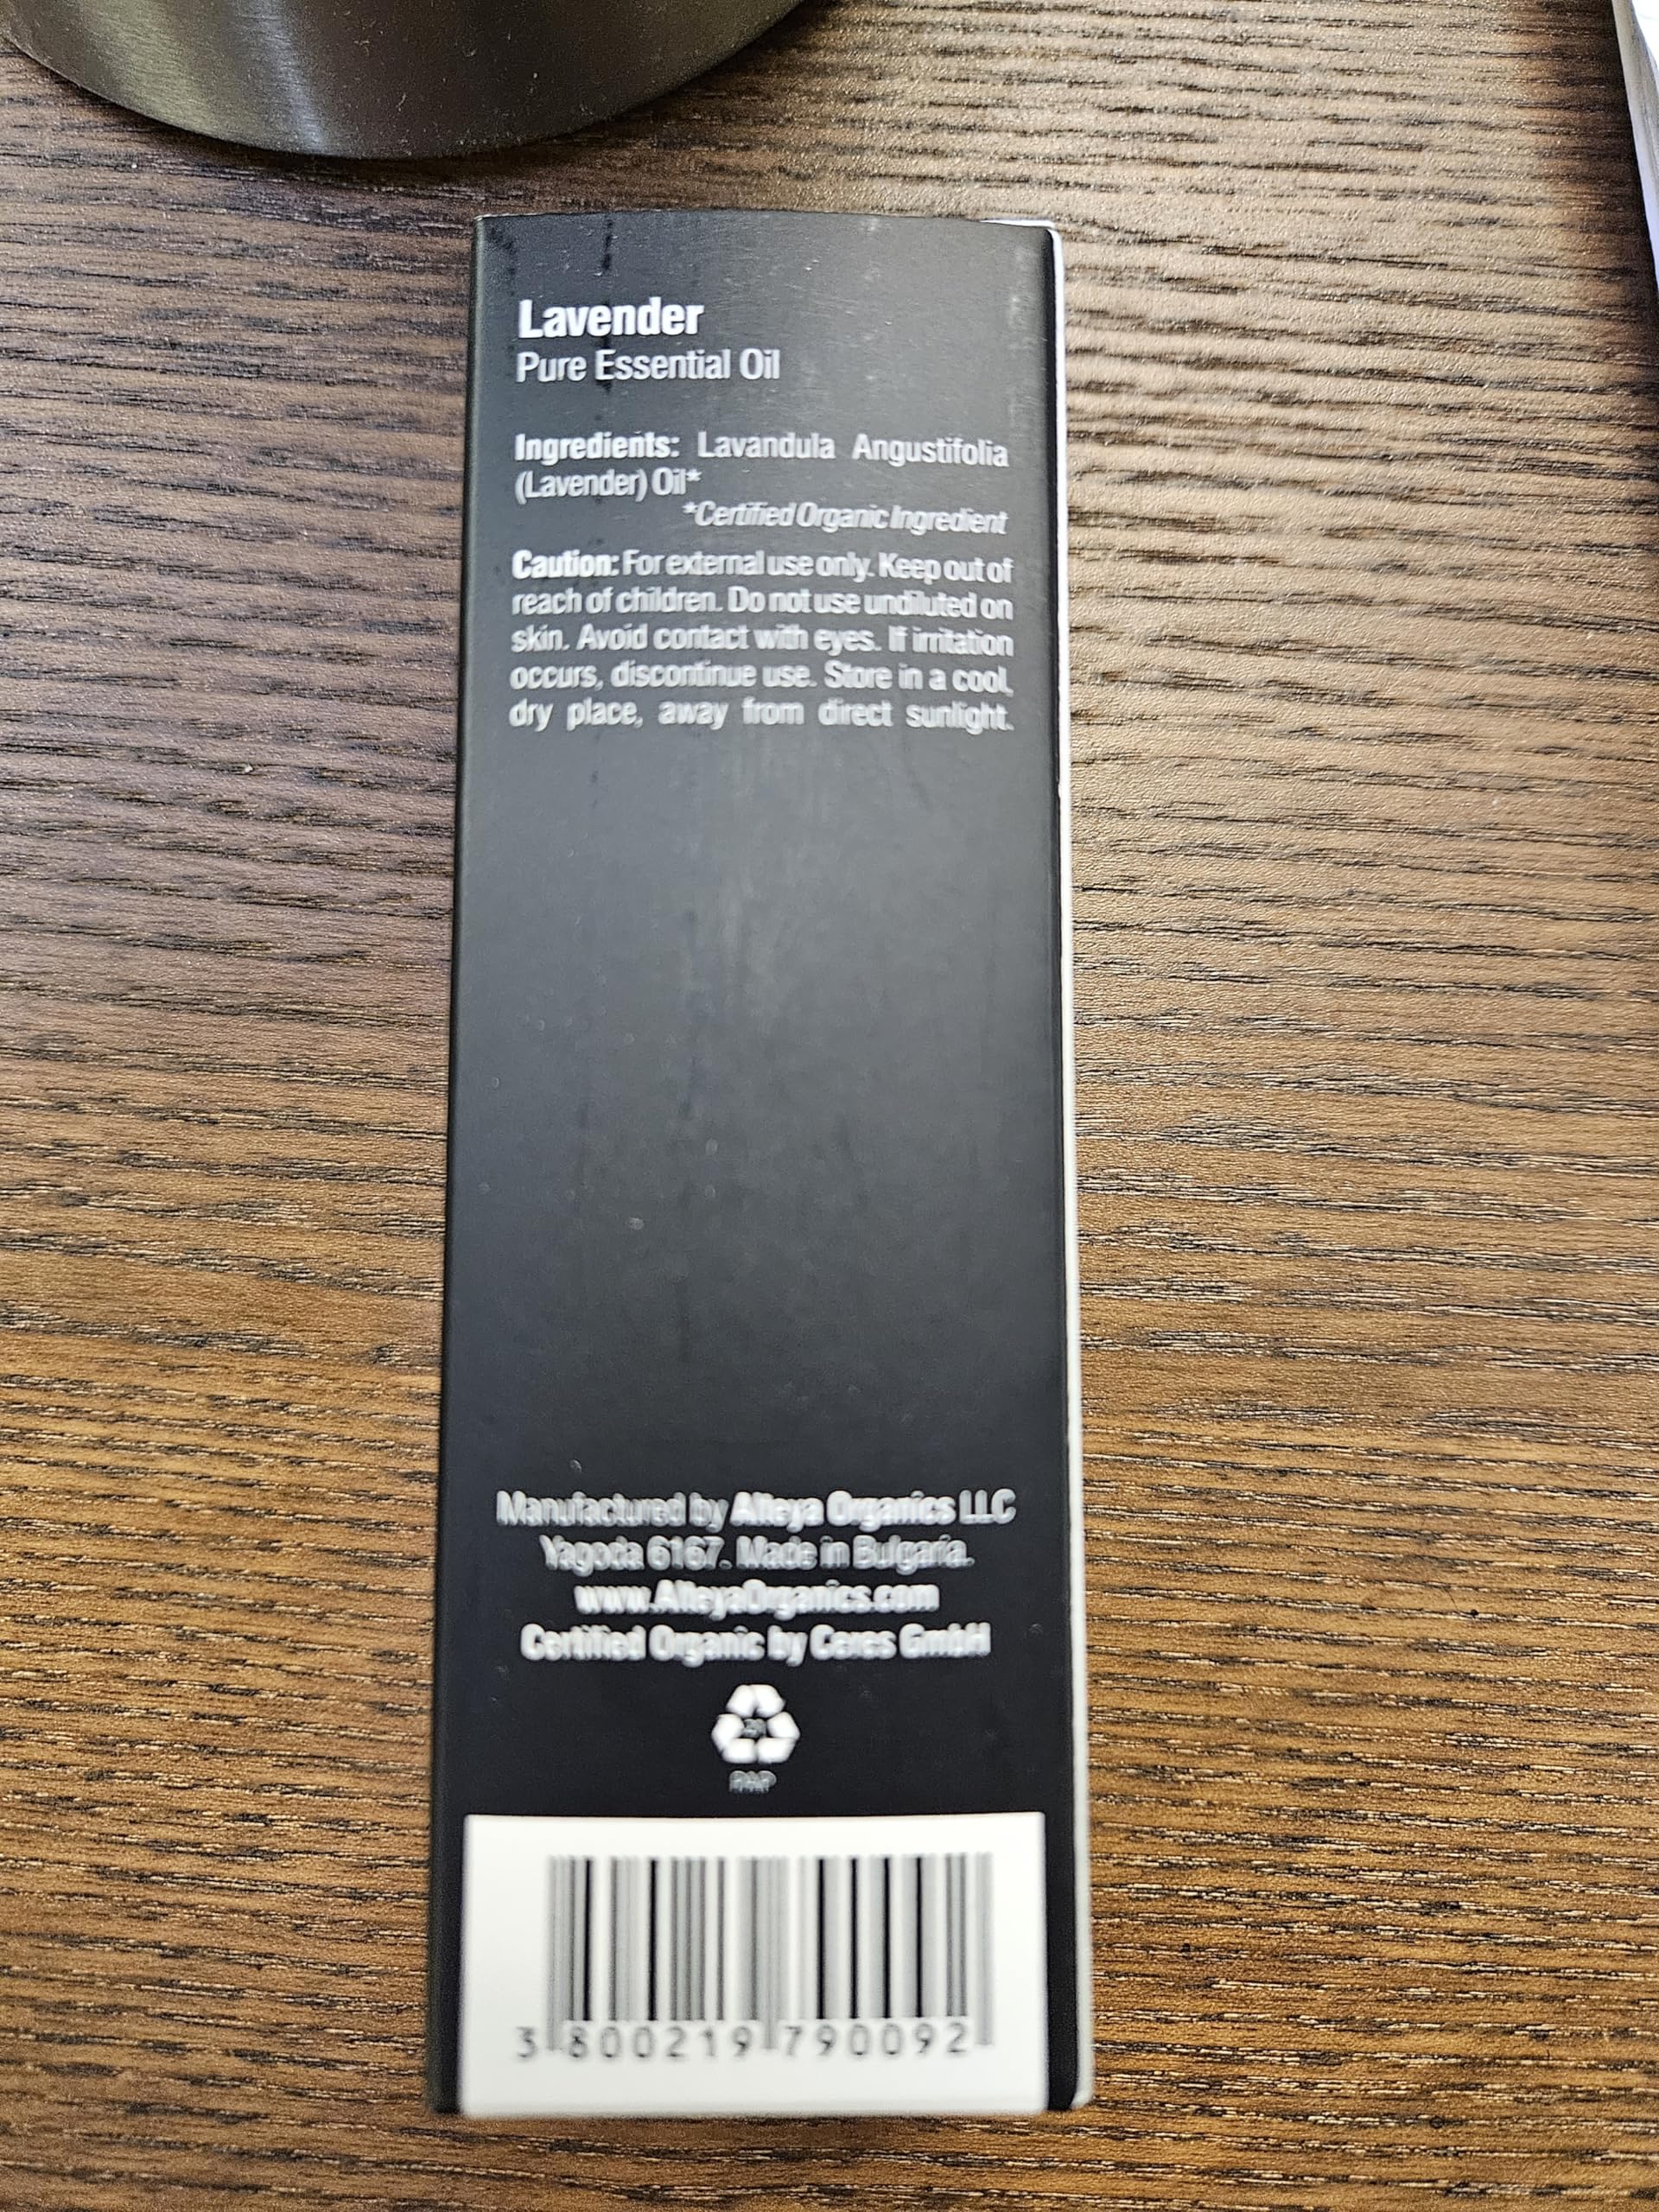 Lavender
Pure Essential Oil
Ingredients: Lavandula Angustifolia
(Lavender) Oil*
*Certified Organic Ingredient
Caution: For external use only. Keep out of
reach of children. Do not use undiluted on
skin. Avoid contact with eyes. If irritation
occurs, discontinue use. Store in a cool,
dry place, away from direct sunlight.
Manufactured by Alteya Organics LLC
Yagoda 6167. Made in Bulgaria.
www.AlteyaOrganics.com
Certified Organic by Ceres GmbH
PAP
3 800219 790092